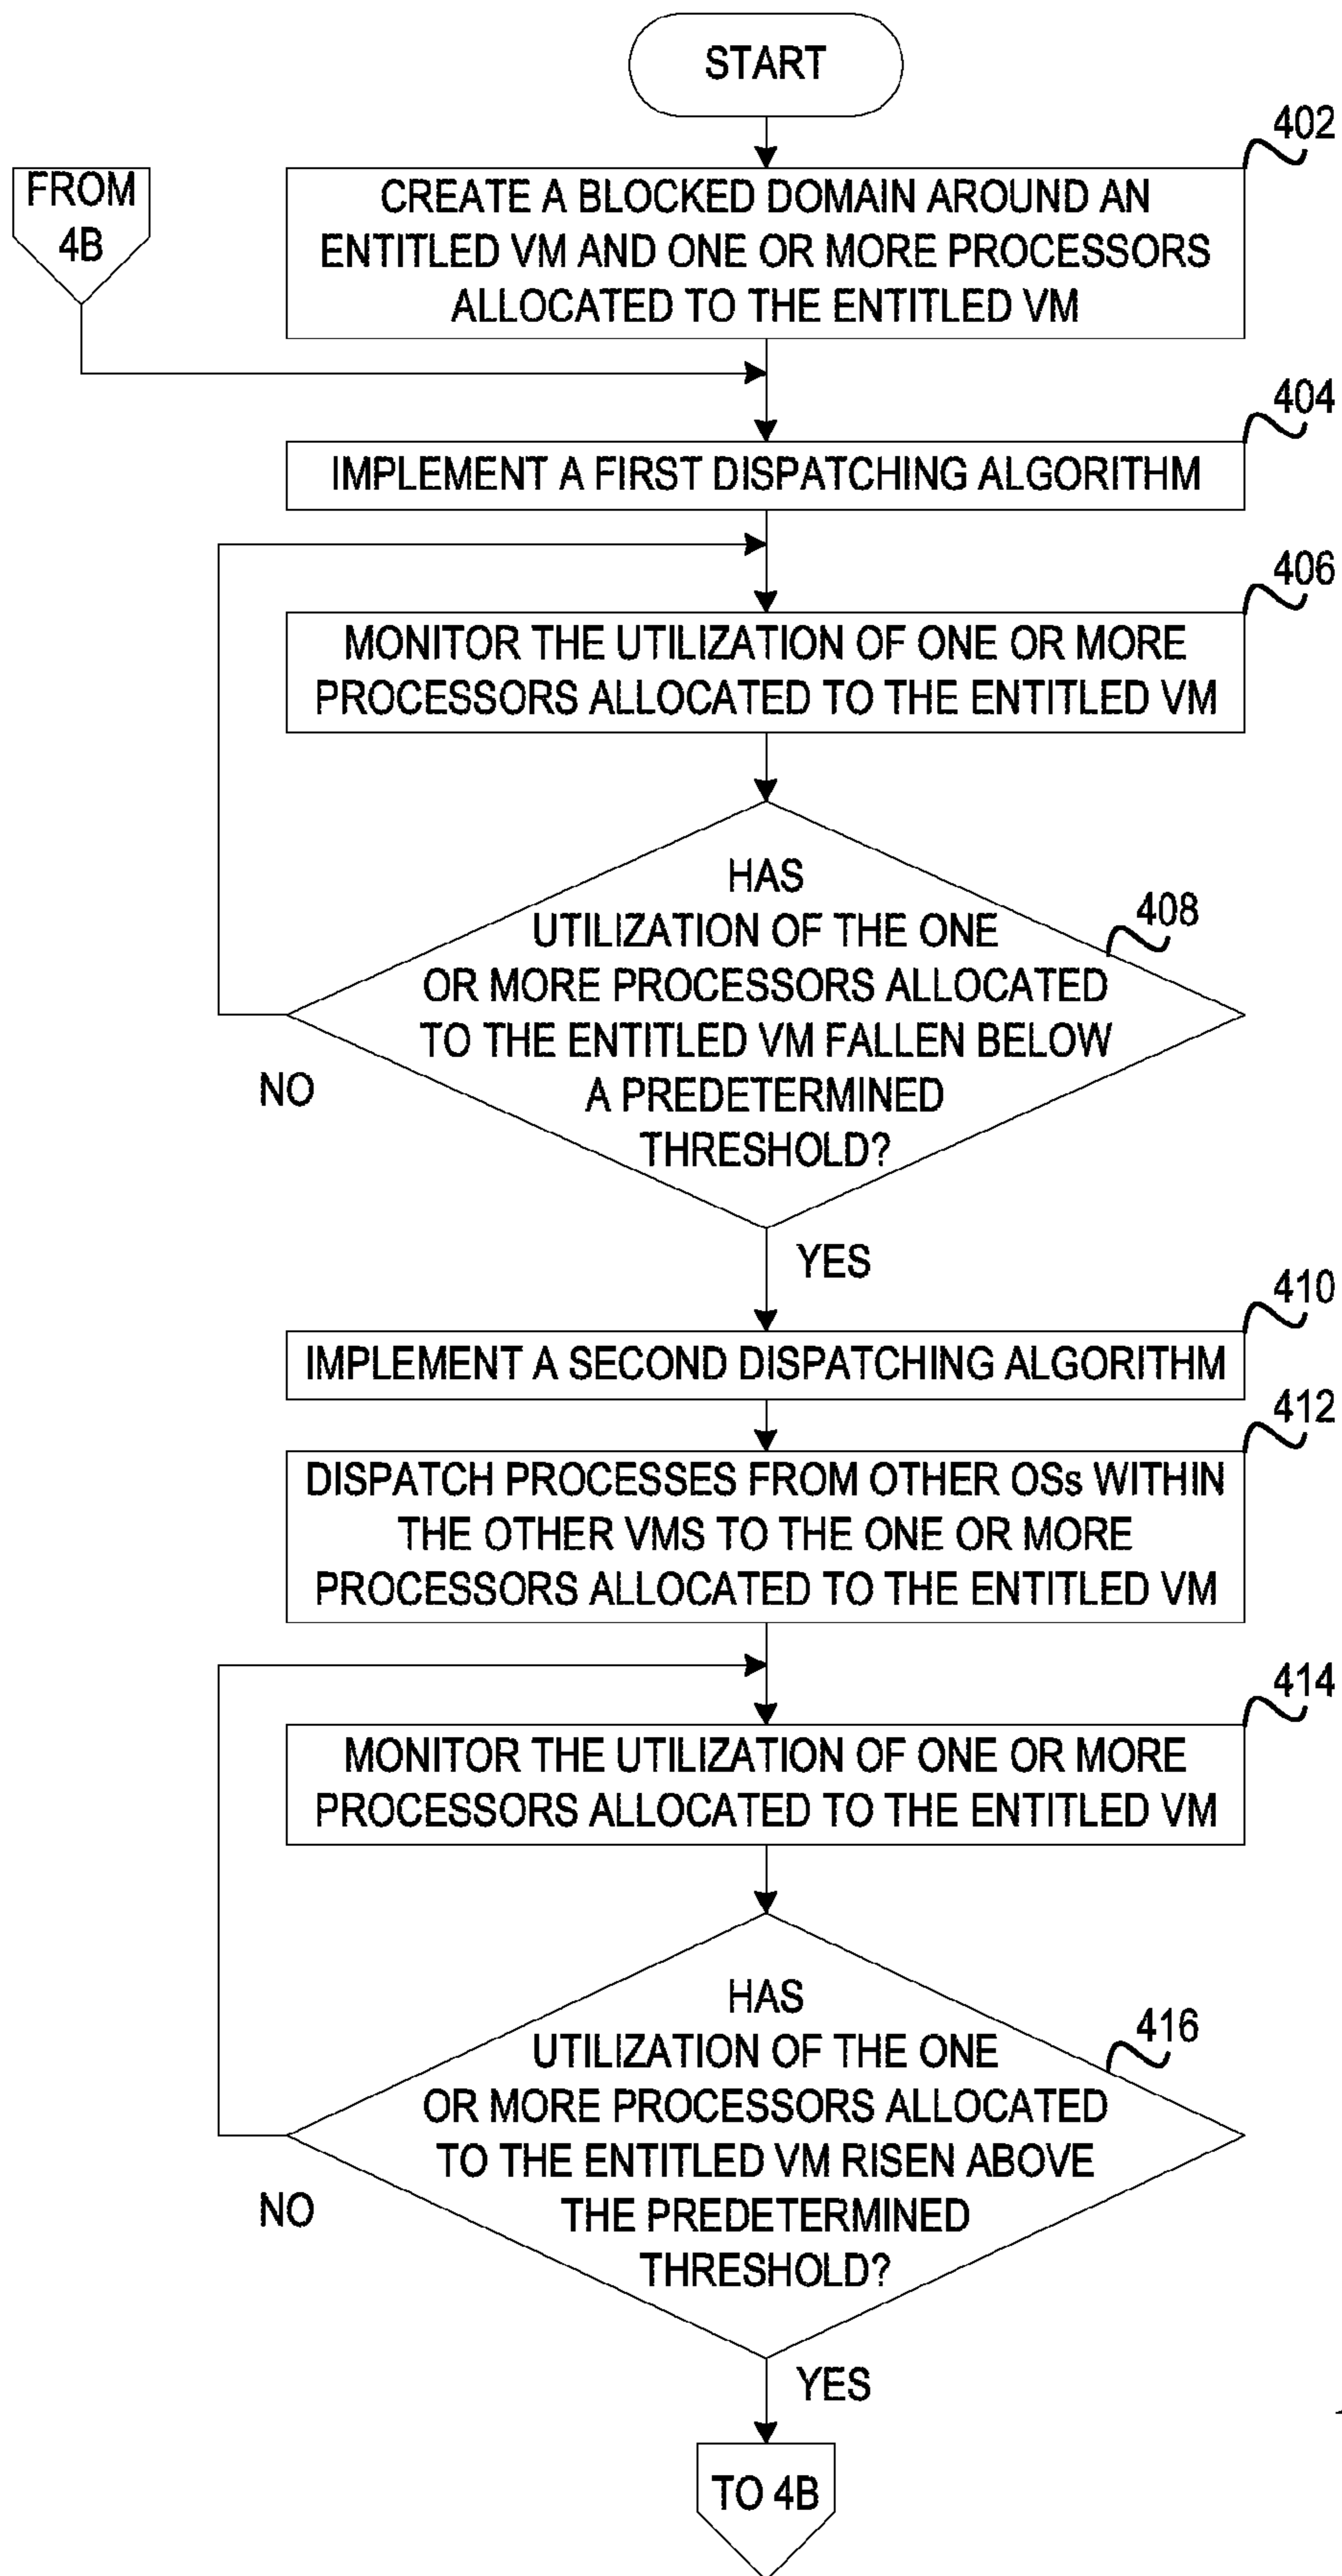 START
402
FROM
4B
CREATE A BLOCKED DOMAIN AROUND AN
ENTITLED VM AND ONE OR MORE PROCESSORS
ALLOCATED TO THE ENTITLED VM
404
IMPLEMENT A FIRST DISPATCHING ALGORITHM
406
MONITOR THE UTILIZATION OF ONE OR MORE
PROCESSORS ALLOCATED TO THE ENTITLED VM
408
HAS
UTILIZATION OF THE ONE
OR MORE PROCESSORS ALLOCATED
TO THE ENTITLED VM FALLEN BELOW
A PREDETERMINED
THRESHOLD?
NO
YES
410
IMPLEMENT A SECOND DISPATCHING ALGORITHM
412
DISPATCH PROCESSES FROM OTHER OSs WITHIN
THE OTHER VMS TO THE ONE OR MORE
PROCESSORS ALLOCATED TO THE ENTITLED VM
414
MONITOR THE UTILIZATION OF ONE OR MORE
PROCESSORS ALLOCATED TO THE ENTITLED VM
416
HAS
UTILIZATION OF THE ONE
OR MORE PROCESSORS ALLOCATED
TO THE ENTITLED VM RISEN ABOVE
THE PREDETERMINED
THRESHOLD?
NO
YES
TO 4B